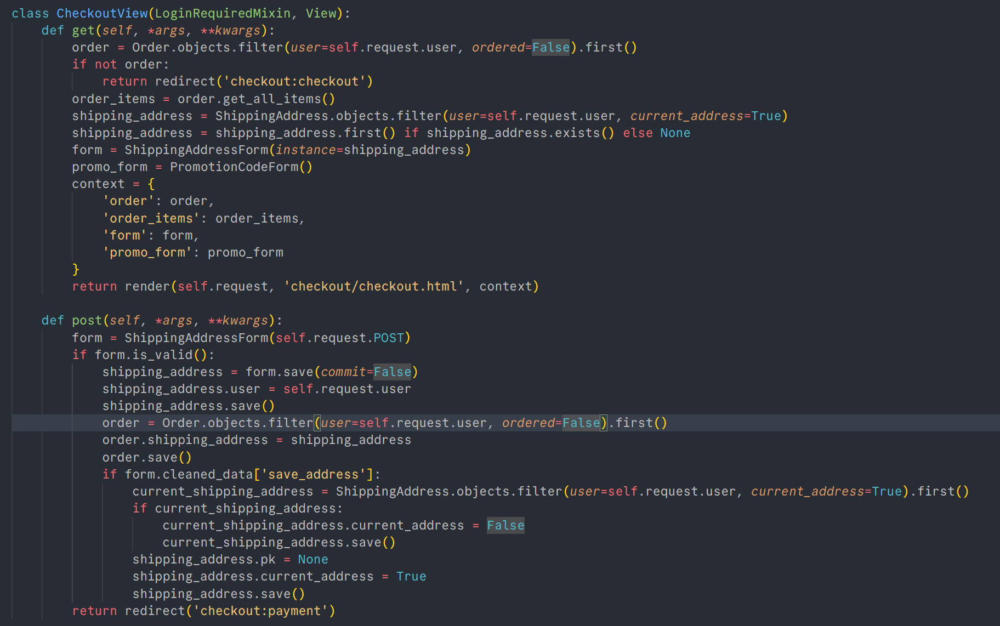 class CheckoutView(LoginRequiredMixin, View):
    def get(self, *args, **kwargs):
        order = Order.objects.filter(user=self.request.user, ordered=False).first()
        if not order:
            return redirect('checkout:checkout')
        order_items = order.get_all_items()
        shipping_address = ShippingAddress.objects.filter(user=self.request.user, current_address=True)
        shipping_address = shipping_address.first() if shipping_address.exists() else None
        form = ShippingAddressForm(instance=shipping_address)
        promo_form = PromotionCodeForm()
        context = {
            'order': order,
            'order_items': order_items,
            'form': form,
            'promo_form': promo_form
        }
        return render(self.request, 'checkout/checkout.html', context)

    def post(self, *args, **kwargs):
        form = ShippingAddressForm(self.request.POST)
        if form.is_valid():
            shipping_address = form.save(commit=False)
            shipping_address.user = self.request.user
            shipping_address.save()
            order = Order.objects.filter(user=self.request.user, ordered=False).first()
            order.shipping_address = shipping_address
            order.save()
            if form.cleaned_data['save_address']:
                current_shipping_address = ShippingAddress.objects.filter(user=self.request.user, current_address=True).first()
                if current_shipping_address:
                    current_shipping_address.current_address = False
                    current_shipping_address.save()
                shipping_address.pk = None
                shipping_address.current_address = True
                shipping_address.save()
        return redirect('checkout:payment')